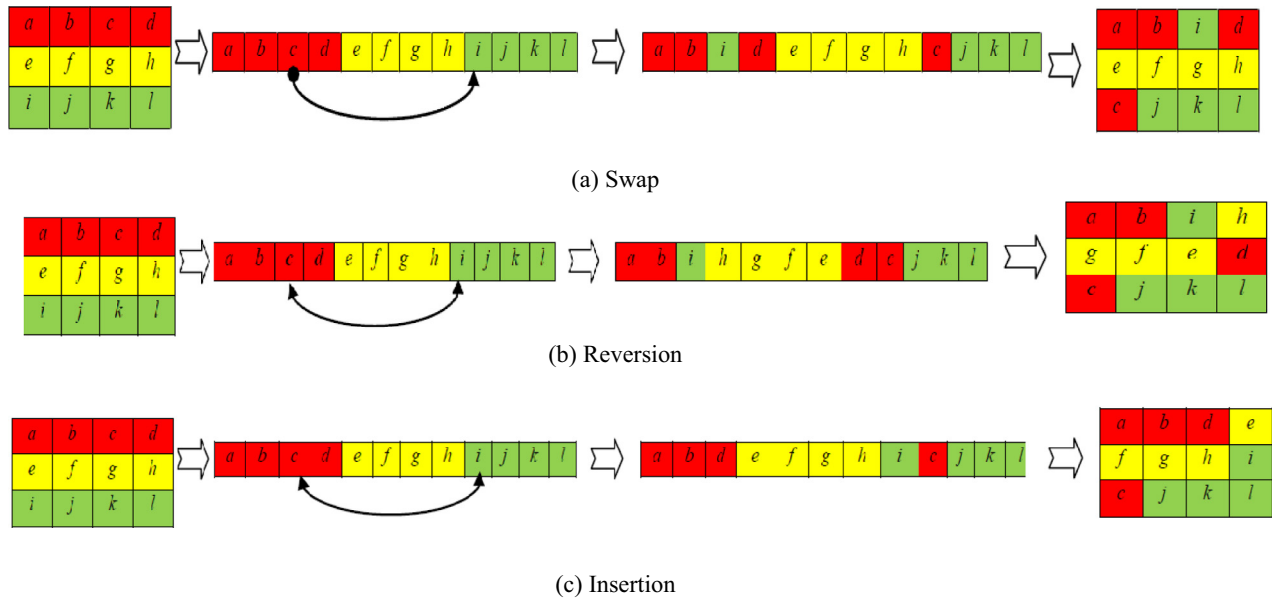 a b c d
e f g h
i j k l
a b c d e f g h i j k l
a b i d e f g h c j k l
a b i d
e f g h
c j k l
(a) Swap
a b c d
e f g h
i j k l
a b c d e f g h i j k l
a b i h g f e d c j k l
a b i h
g f e d
c j k l
(b) Reversion
a b c d
e f g h
i j k l
a b c d e f g h i j k l
a b d e f g h i c j k l
a b d e
f g h i
c j k l
(c) Insertion